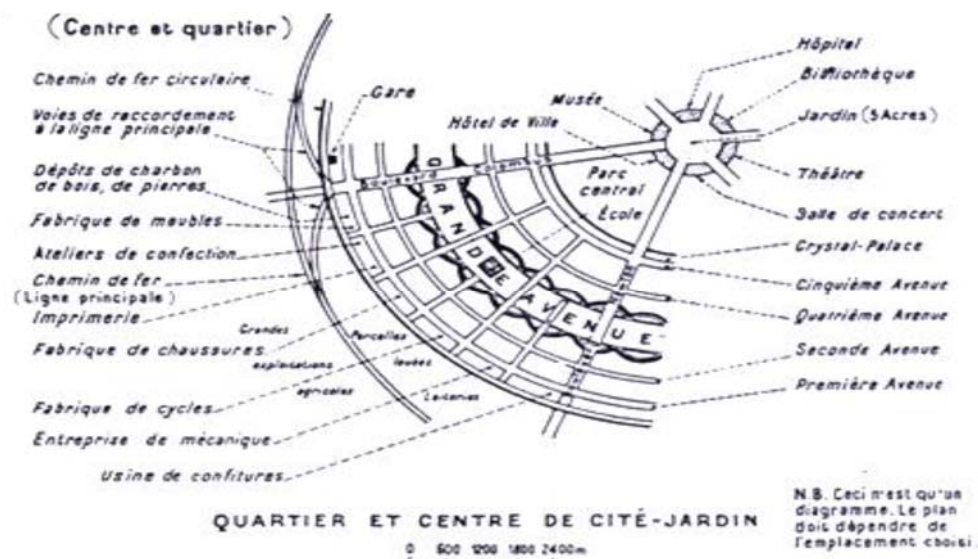 (Centre et quartier)
Chemin de fer circulaire
Voies de raccordement
à la ligne principale
Dépôts de charbon
de bois, de pierres
Fabrique de meubles
Ateliers de confection
Chemin de fer
(Ligne principale)
Imprimerie
Fabrique de chaussures
Fabrique de cycles
Entreprise de mécanique
Usine de confitures
Gare
Musée
Hôtel de Ville
Hôpital
Bibliothèque
Jardin (5 Acres)
Théâtre
Salle de concert
Crystal-Palace
Cinquième Avenue
Quatrième Avenue
Seconde Avenue
Première Avenue
Parc
central
École
Boulevard
GRANDE AVENUE
Grandes
exploitations
agricoles
Parcelles
louées
Laiteries
QUARTIER ET CENTRE DE CITÉ-JARDIN
0 600 1200 1800 2400m
N.B. Ceci n'est qu'un
diagramme. Le plan
doit dépendre de
l'emplacement choisi